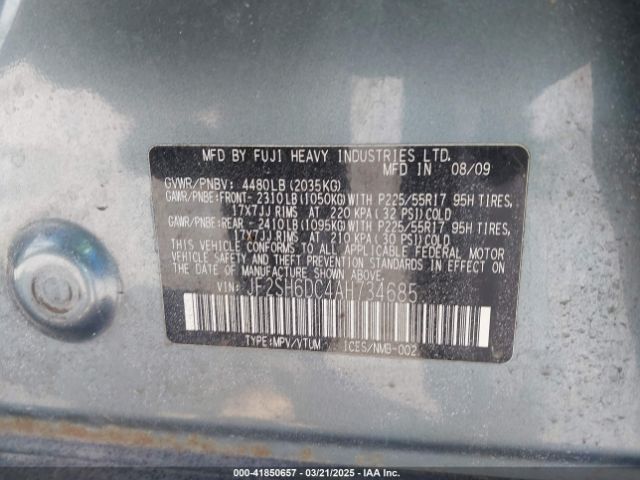 MFD BY FUJI HEAVY INDUSTRIES LTD.
MFD IN 08/09
GVWR/PNBV: 4480LB (2035KG)
GAWR/PNBE:FRONT- 2310LB (1050KG)WITH P225/55R17 95H TIRES,
17X7JJ RIMS AT 220 KPA (32 PSI)COLD
GAWR/PNBE:REAR - 2410LB (1095KG)WITH P225/55R17 95H TIRES,
17X7JJ RIMS AT 210 KPA (30 PSI)COLD
THIS VEHICLE CONFORMS TO ALL APPLICABLE FEDERAL MOTOR
VEHICLE SAFETY AND THEFT PREVENTION
STANDARDS IN EFFECT ON THE DATE OF MANUFACTURE
SHOWN ABOVE.
VIN: JF2SH6DC4AH734685
TYPE:MPV/VTUM ICES/NMB-002
00-41850657 | 03/21/2025 | IAA Inc.